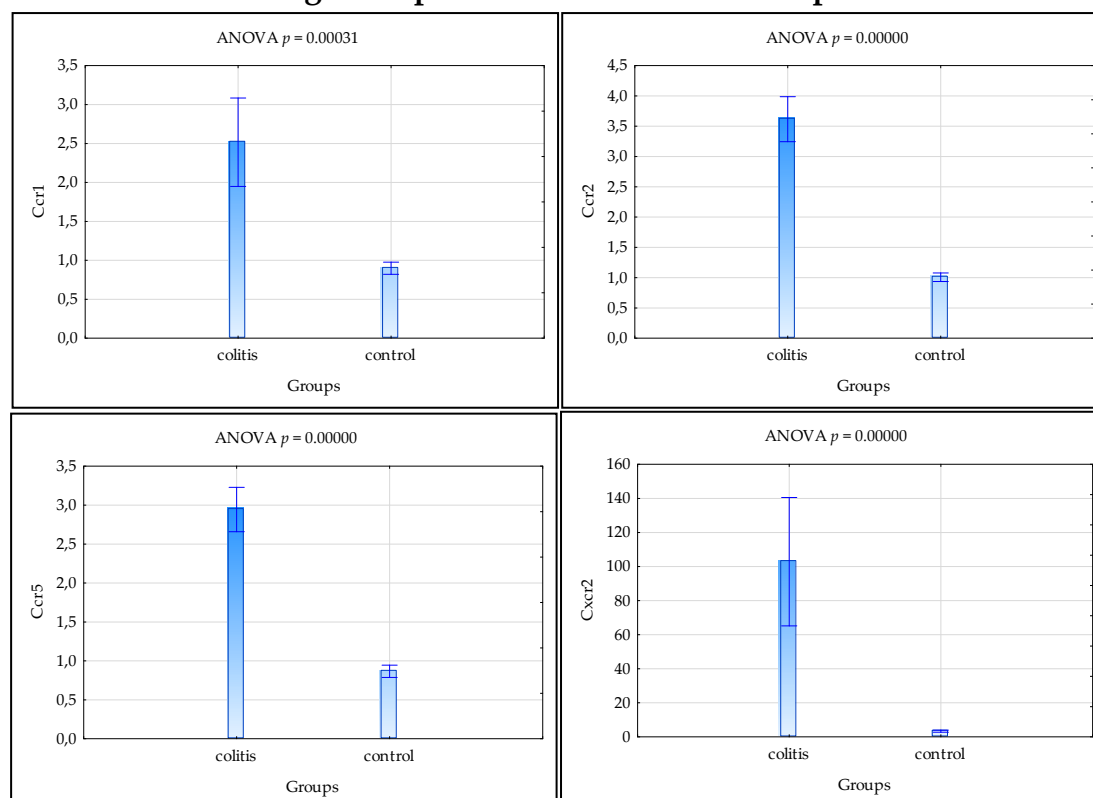 ANOVA p = 0.00031
3,5
3,0
2,5
2,0
1,5
1,0
0,5
0,0
Ccr1
colitis control
Groups
ANOVA p = 0.00000
4,5
4,0
3,5
3,0
2,5
2,0
1,5
1,0
0,5
0,0
Ccr2
colitis control
Groups
ANOVA p = 0.00000
3,5
3,0
2,5
2,0
1,5
1,0
0,5
0,0
Ccr5
colitis control
Groups
ANOVA p = 0.00000
160
140
120
100
80
60
40
20
0
Cxcr2
colitis control
Groups